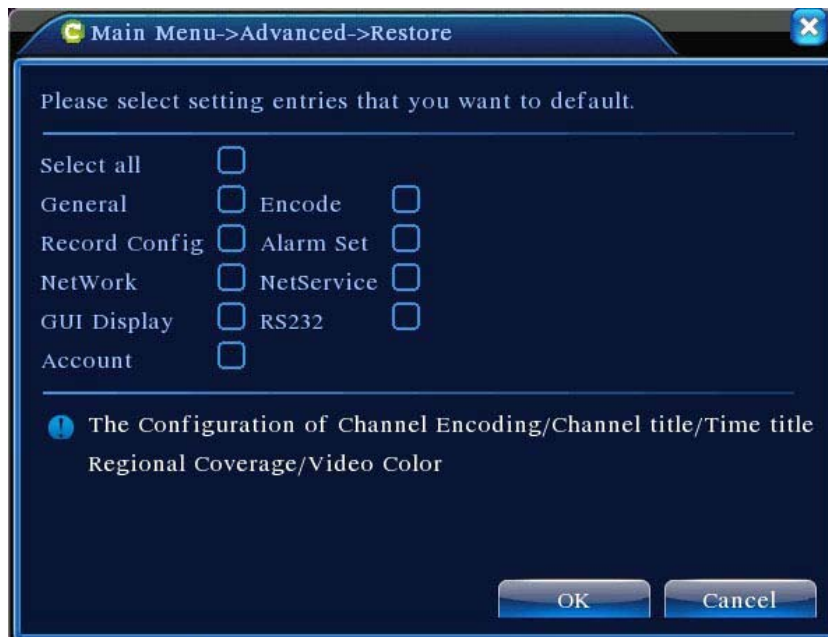 Main Menu->Advanced->Restore
Please select setting entries that you want to default.
Select all
General Encode
Record Config Alarm Set
NetWork NetService
GUI Display RS232
Account
The Configuration of Channel Encoding/Channel title/Time title
Regional Coverage/Video Color
OK Cancel